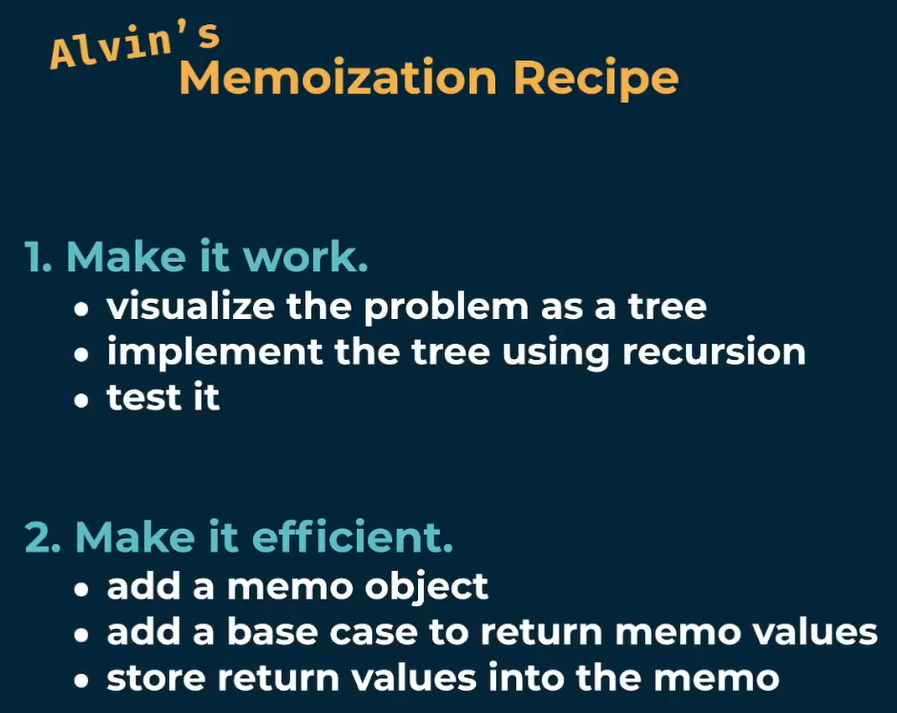 Alvin's
Memoization Recipe
1. Make it work.
• visualize the problem as a tree
• implement the tree using recursion
• test it
2. Make it efficient.
• add a memo object
• add a base case to return memo values
• store return values into the memo